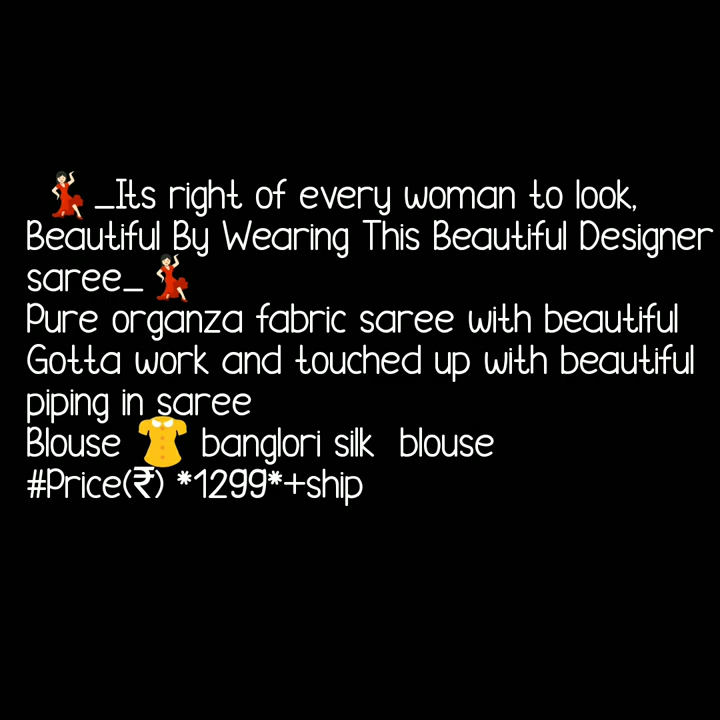 💃_Its right of every woman to look,
Beautiful By Wearing This Beautiful Designer
saree_💃
Pure organza fabric saree with beautiful
Gotta work and touched up with beautiful
piping in saree
Blouse 👚 banglori silk  blouse
#Price(₹) *1299*+ship